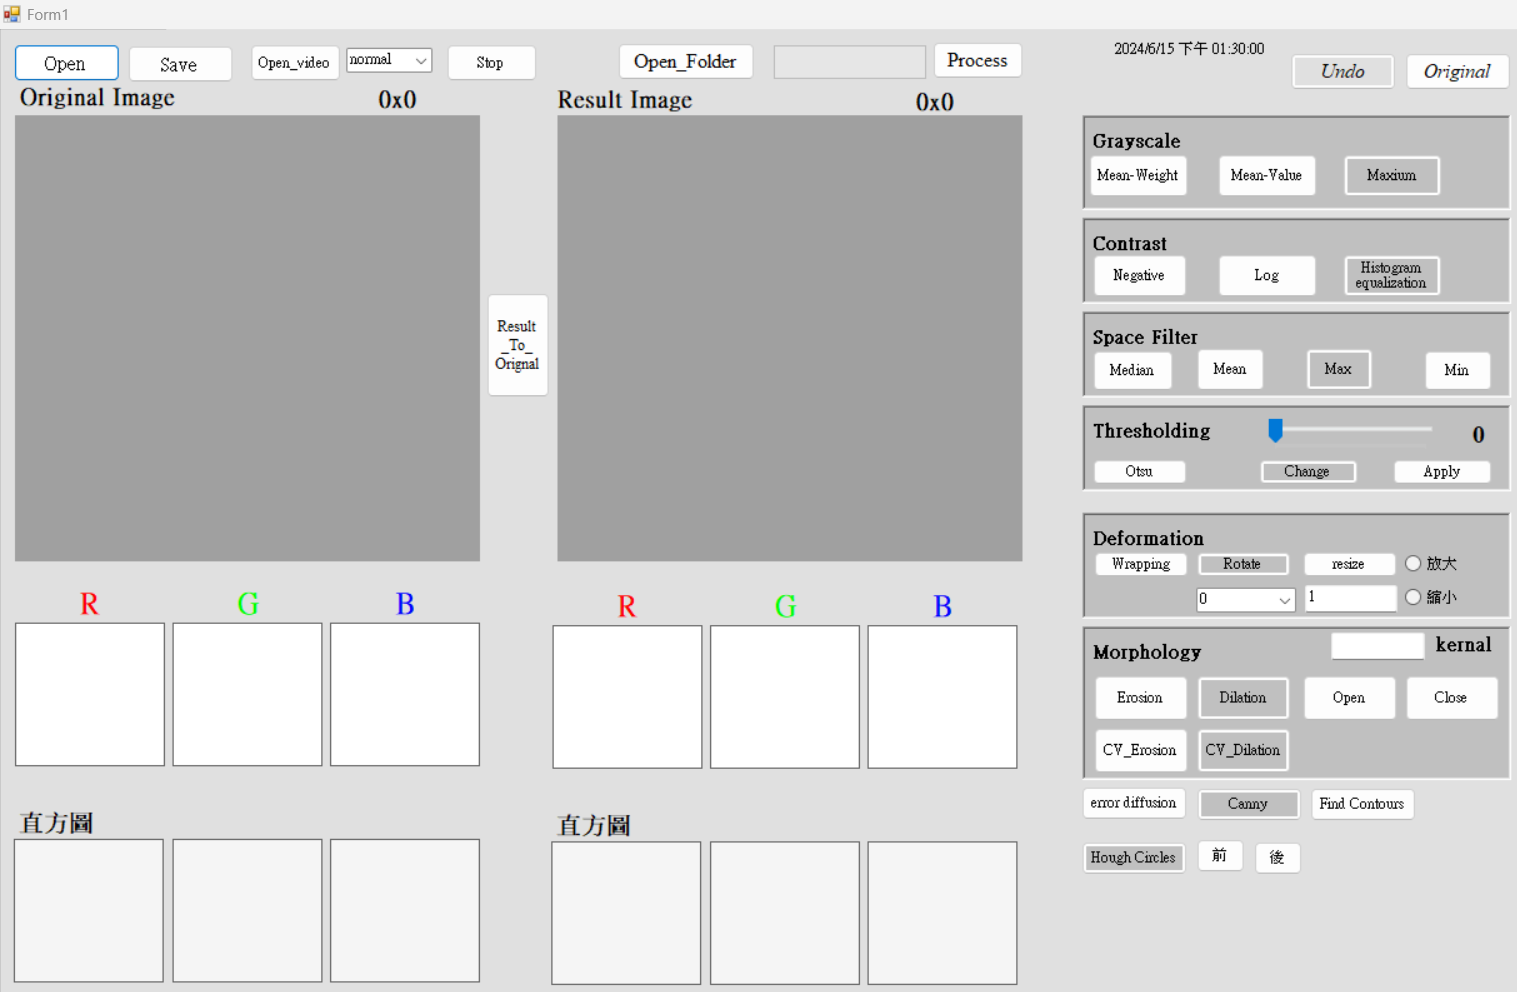 Form1
Open
Save
Open_video
normal
Stop
Open_Folder
Process
2024/6/15 下午 01:30:00
Undo
Original
Original Image
0x0
Result Image
0x0
Result
_To_
Orignal
Grayscale
Mean-Weight
Mean-Value
Maxium
Contrast
Negative
Log
Histogram
equalization
Space Filter
Median
Mean
Max
Min
Thresholding
0
Otsu
Change
Apply
Deformation
Wrapping
Rotate
resize
放大
0
1
縮小
Morphology
kernal
Erosion
Dilation
Open
Close
CV_Erosion
CV_Dilation
error diffusion
Canny
Find Contours
Hough Circles
前
後
R
G
B
R
G
B
直方圖
直方圖